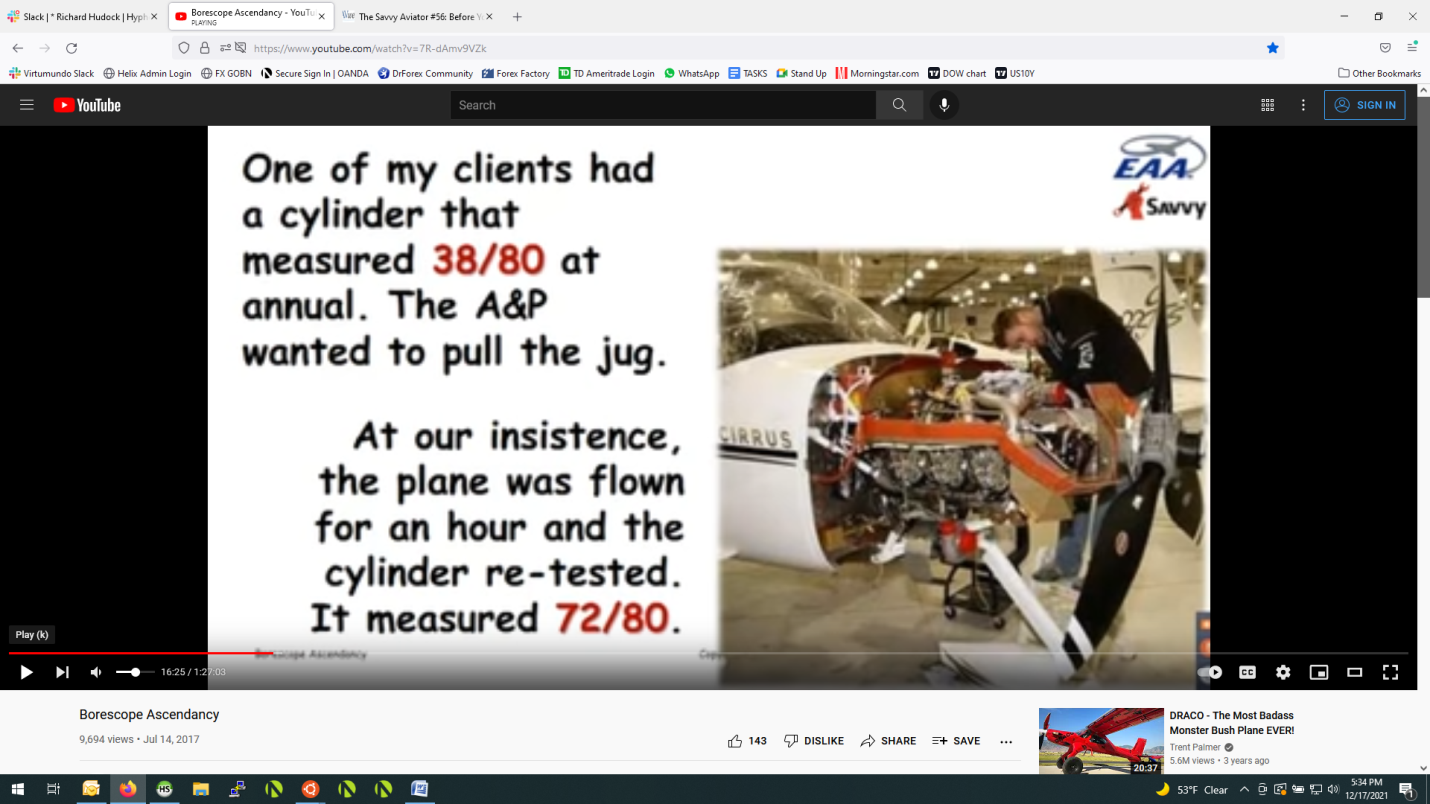 Slack | * Richard Hudock | Hyph
Borescope Ascendancy - YouTu
PLAYING
The Savvy Aviator #56: Before Yo
https://www.youtube.com/watch?v=7R-dAmv9VZk
Virtumundo Slack
Helix Admin Login
FX GOBN
Secure Sign In | OANDA
DrForex Community
Forex Factory
TD Ameritrade Login
WhatsApp
TASKS
Stand Up
Morningstar.com
DOW chart
US10Y
Other Bookmarks
YouTube
Search
SIGN IN
One of my clients had
a cylinder that
measured 38/80 at
annual. The A&P
wanted to pull the jug.
At our insistence,
the plane was flown
for an hour and the
cylinder re-tested.
It measured 72/80.
EAA
SAVVY
CIRRUS
Borescope Ascendancy
Play (k)
16:25 / 1:27:03
CC
Borescope Ascendancy
9,694 views • Jul 14, 2017
143
DISLIKE
SHARE
SAVE
DRACO - The Most Badass
Monster Bush Plane EVER!
Trent Palmer
5.6M views • 3 years ago
20:37
HS
53°F Clear
5:34 PM
12/17/2021
1